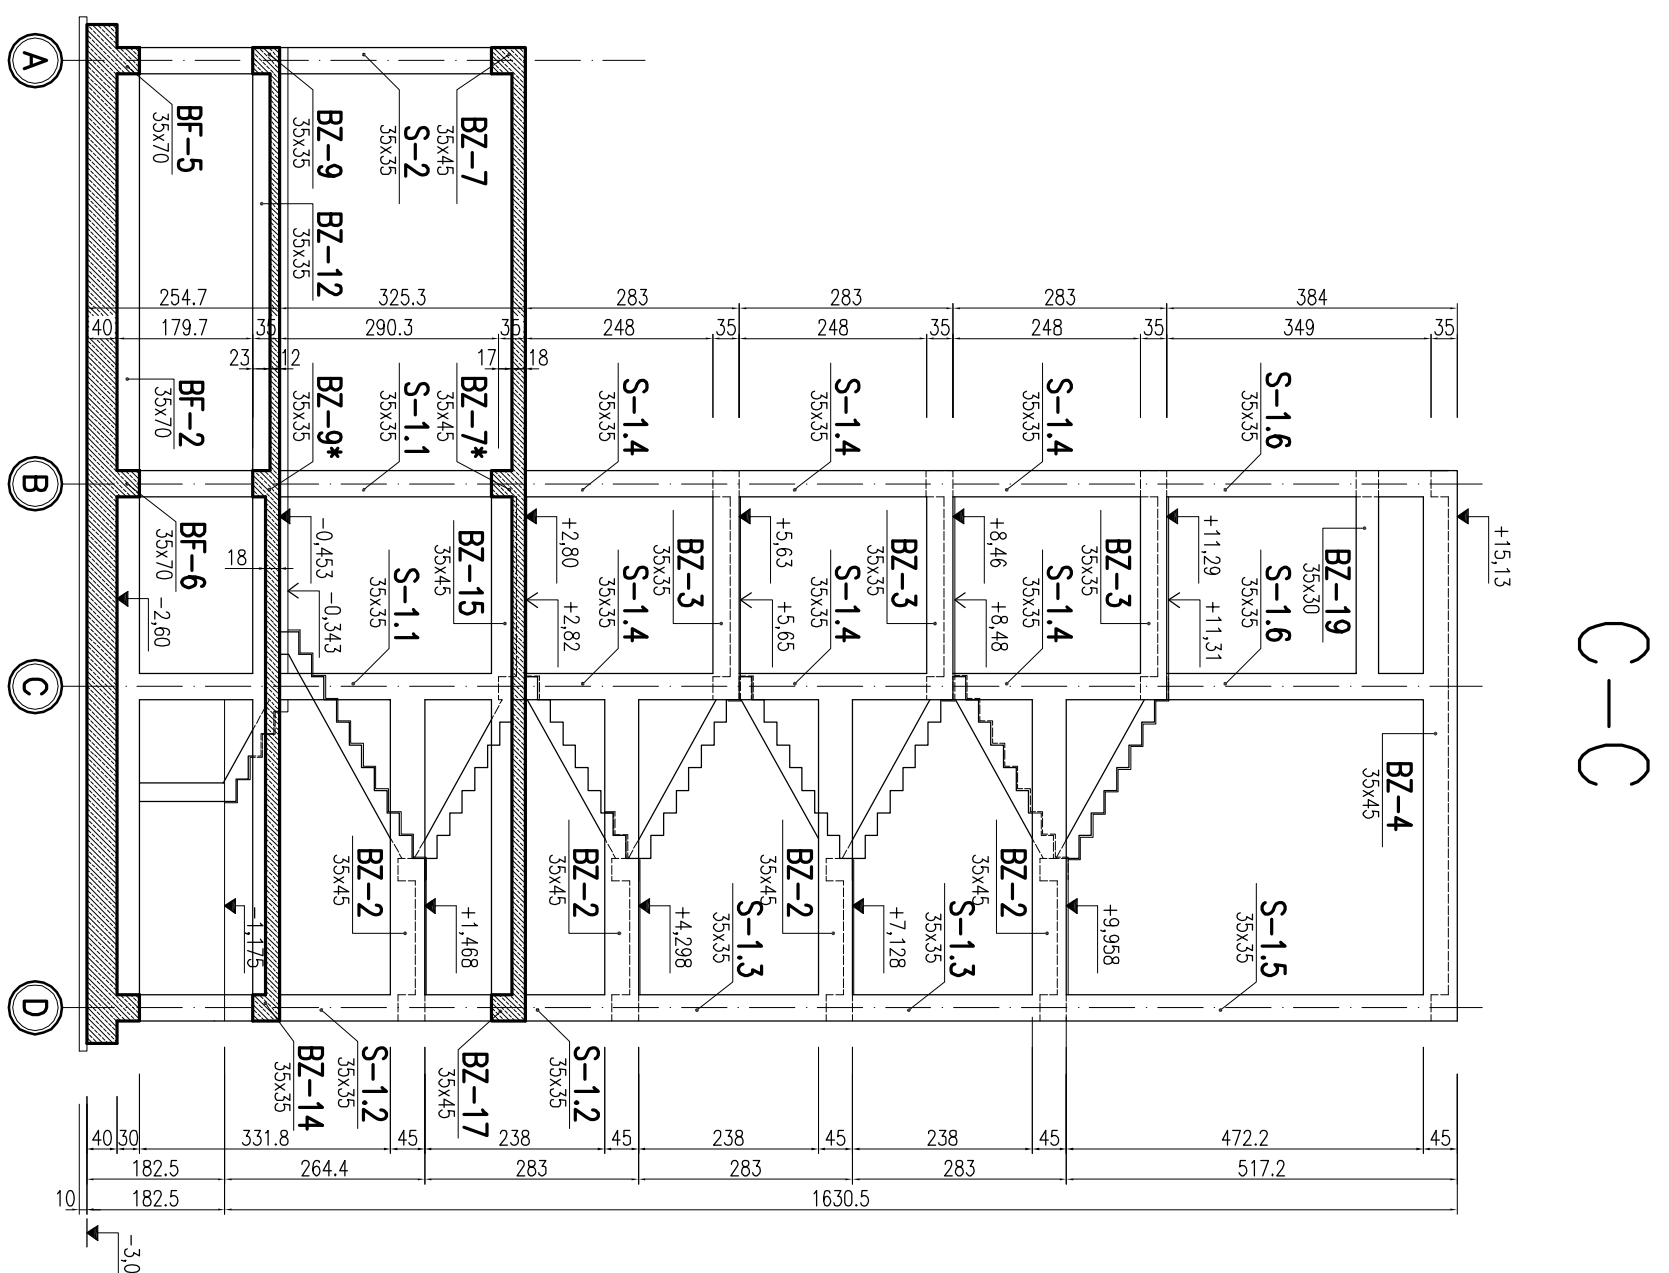 C-C
A
B
C
D
BF-5
35x70
BZ-9
35x35
S-2
35x35
BZ-7
35x45
BZ-12
35x35
254.7
325.3
283
283
283
384
40
179.7
35
290.3
35
248
35
248
35
248
35
349
35
23
12
17
18
BF-2
35x70
BZ-9*
35x35
S-1.1
35x35
BZ-7*
35x45
S-1.4
35x35
S-1.4
35x35
S-1.4
35x35
S-1.6
35x35
BF-6
35x70
18
-2,60
-0,453
-0,343
S-1.1
35x35
BZ-15
35x45
+2,80
+2,82
S-1.4
35x35
BZ-3
35x35
+5,63
+5,65
S-1.4
35x35
BZ-3
35x35
+8,46
+8,48
S-1.4
35x35
BZ-3
35x35
+11,29
+11,31
S-1.6
35x35
BZ-19
35x30
+15,13
BZ-4
35x45
BZ-2
35x45
BZ-2
35x45
BZ-2
35x45
BZ-2
35x45
-1,175
+1,468
+4,298
S-1.3
35x35
+7,128
S-1.3
35x35
+9,958
S-1.5
35x35
BZ-14
35x35
S-1.2
35x35
BZ-17
35x45
S-1.2
35x35
40
30
331.8
45
238
45
238
45
238
45
472.2
45
182.5
264.4
283
283
283
517.2
10
182.5
1630.5